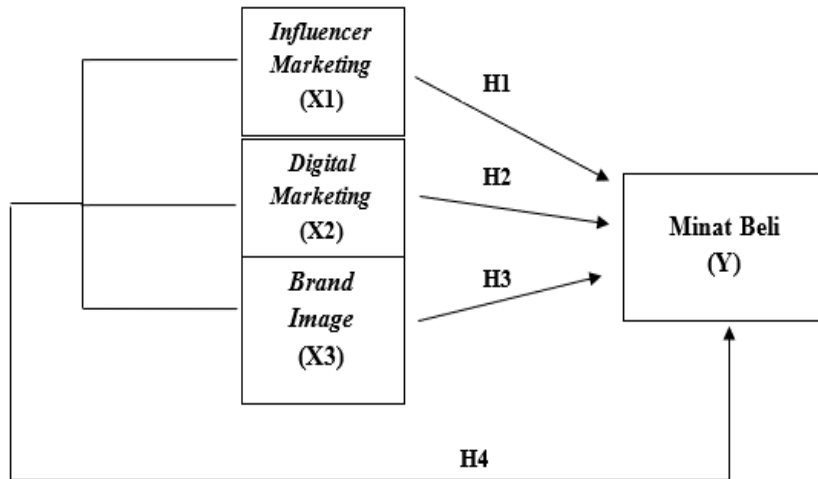 Influencer
Marketing
(X1)
H1
Digital
Marketing
(X2)
H2
Brand
Image
(X3)
H3
Minat Beli
(Y)
H4